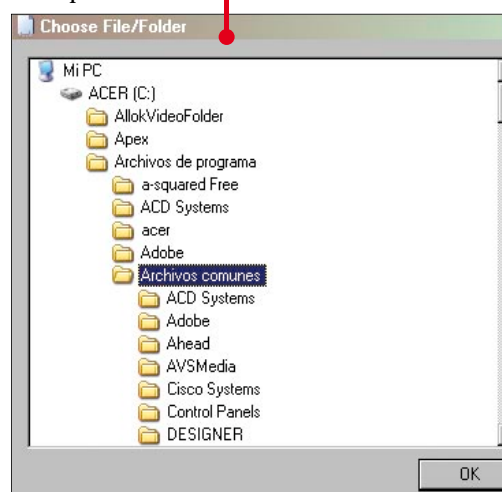 Choose File/Folder
Mi PC
ACER (C:)
AllokVideoFolder
Apex
Archivos de programa
a-squared Free
ACD Systems
acer
Adobe
Archivos comunes
ACD Systems
Adobe
Ahead
AVSMedia
Cisco Systems
Control Panels
DESIGNER
OK